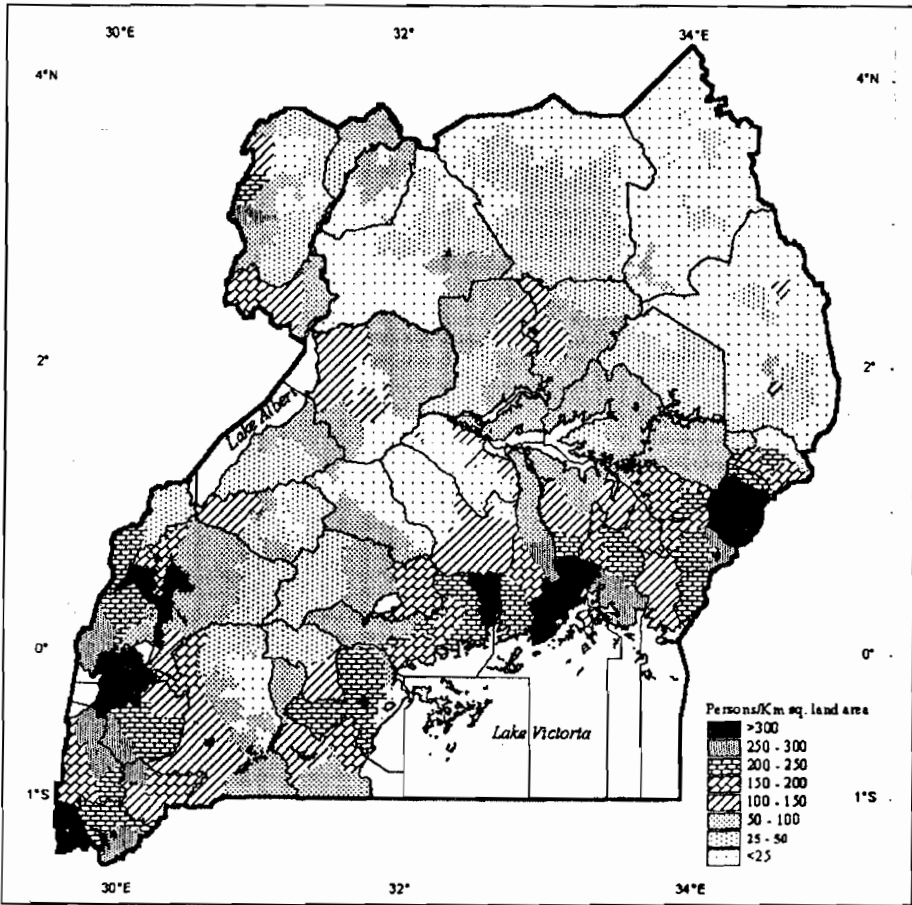 30°E 32° 34°E
4°N 4°N
2° 2°
Lake Albert
0° 0°
Lake Victoria
Persons/Km sq. land area
>300
250 - 300
200 - 250
150 - 200
100 - 150
50 - 100
25 - 50
<25
1°S 1°S
30°E 32° 34°E